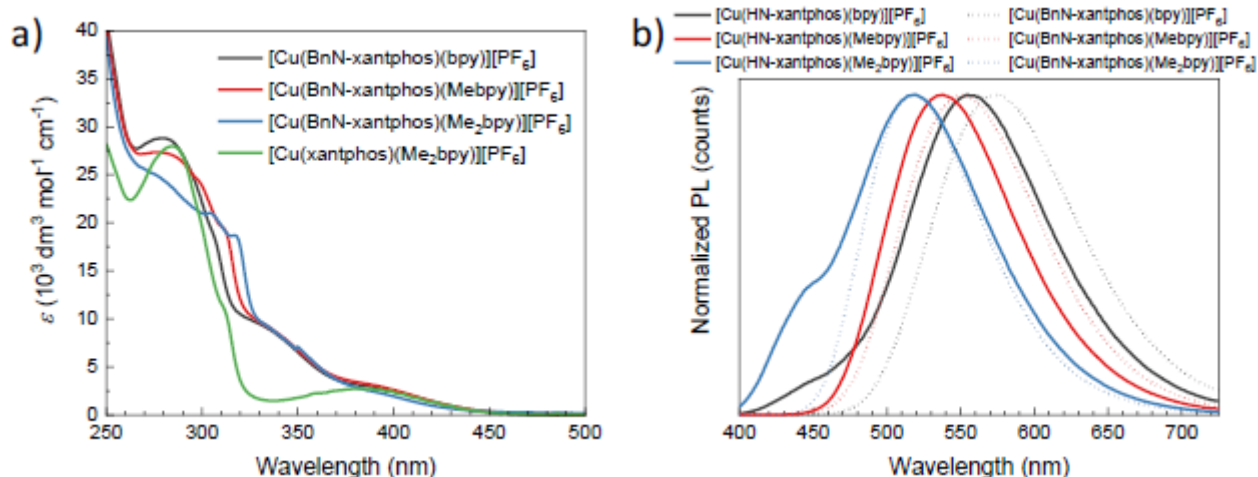 a)
[Cu(BnN-xantphos)(bpy)][PF₆]
[Cu(BnN-xantphos)(Mebpy)][PF₆]
[Cu(BnN-xantphos)(Me₂bpy)][PF₆]
[Cu(xantphos)(Me₂bpy)][PF₆]
ε (10³ dm³ mol⁻¹ cm⁻¹)
40
35
30
25
20
15
10
5
0
250 300 350 400 450 500
Wavelength (nm)
b)
[Cu(HN-xantphos)(bpy)][PF₆] [Cu(BnN-xantphos)(bpy)][PF₆]
[Cu(HN-xantphos)(Mebpy)][PF₆] [Cu(BnN-xantphos)(Mebpy)][PF₆]
[Cu(HN-xantphos)(Me₂bpy)][PF₆] [Cu(BnN-xantphos)(Me₂bpy)][PF₆]
Normalized PL (counts)
400 450 500 550 600 650 700
Wavelength (nm)